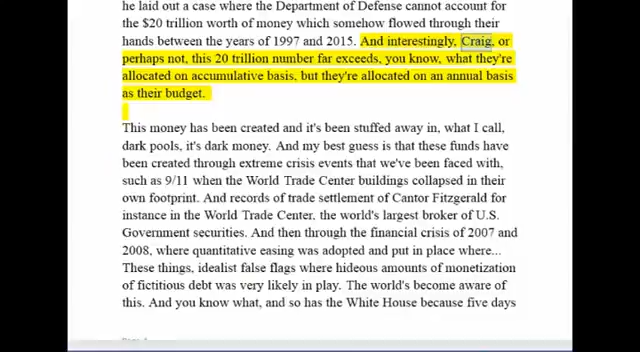 he laid out a case where the Department of Defense cannot account for
the $20 trillion worth of money which somehow flowed through their
hands between the years of 1997 and 2015. And interestingly, Craig, or
perhaps not, this 20 trillion number far exceeds, you know, what they're
allocated on accumulative basis, but they're allocated on an annual basis
as their budget.
This money has been created and it's been stuffed away in, what I call,
dark pools, it's dark money. And my best guess is that these funds have
been created through extreme crisis events that we've been faced with,
such as 9/11 when the World Trade Center buildings collapsed in their
own footprint. And records of trade settlement of Cantor Fitzgerald for
instance in the World Trade Center, the world's largest broker of U.S.
Government securities. And then through the financial crisis of 2007 and
2008, where quantitative easing was adopted and put in place where...
These things, idealist false flags where hideous amounts of monetization
of fictitious debt was very likely in play. The world's become aware of
this. And you know what, and so has the White House because five days